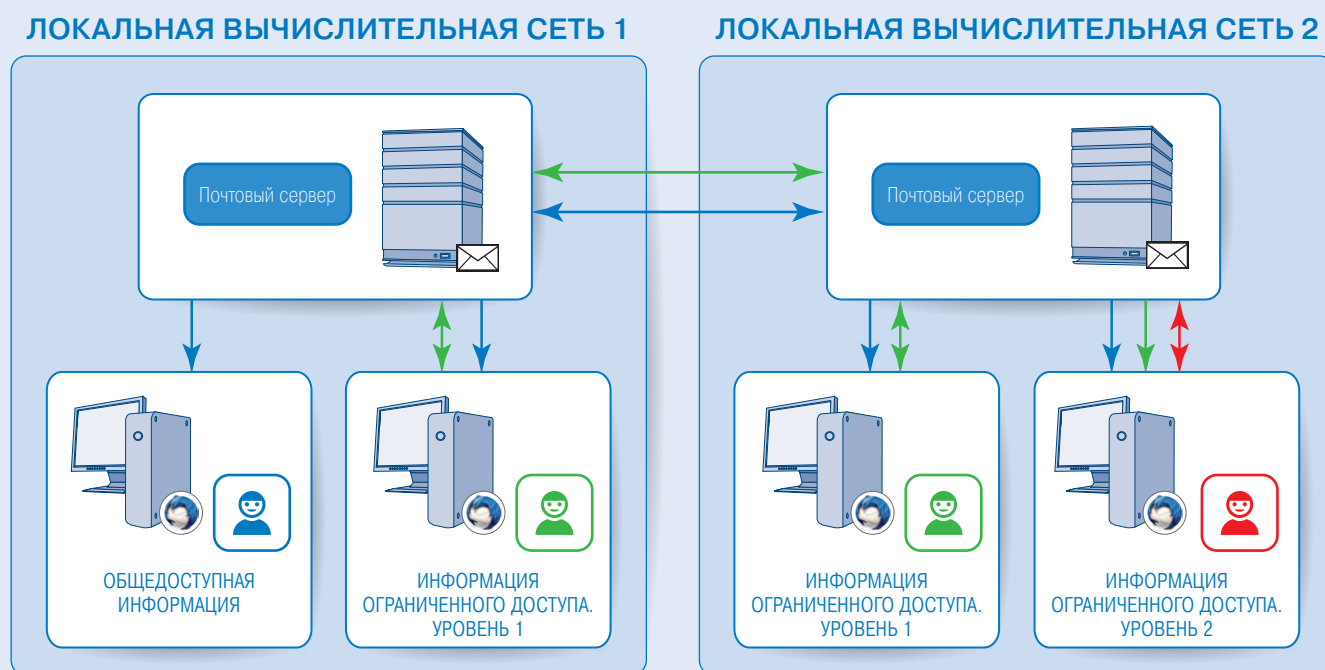 ЛОКАЛЬНАЯ ВЫЧИСЛИТЕЛЬНАЯ СЕТЬ 1
ЛОКАЛЬНАЯ ВЫЧИСЛИТЕЛЬНАЯ СЕТЬ 2
Почтовый сервер
Почтовый сервер
ОБЩЕДОСТУПНАЯ
ИНФОРМАЦИЯ
ИНФОРМАЦИЯ
ОГРАНИЧЕННОГО ДОСТУПА.
УРОВЕНЬ 1
ИНФОРМАЦИЯ
ОГРАНИЧЕННОГО ДОСТУПА.
УРОВЕНЬ 1
ИНФОРМАЦИЯ
ОГРАНИЧЕННОГО ДОСТУПА.
УРОВЕНЬ 2